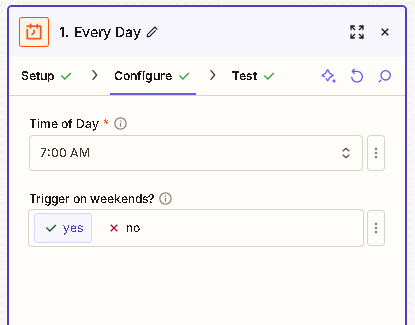 1. Every Day
Setup > Configure > Test
Time of Day *
7:00 AM
Trigger on weekends?
yes no